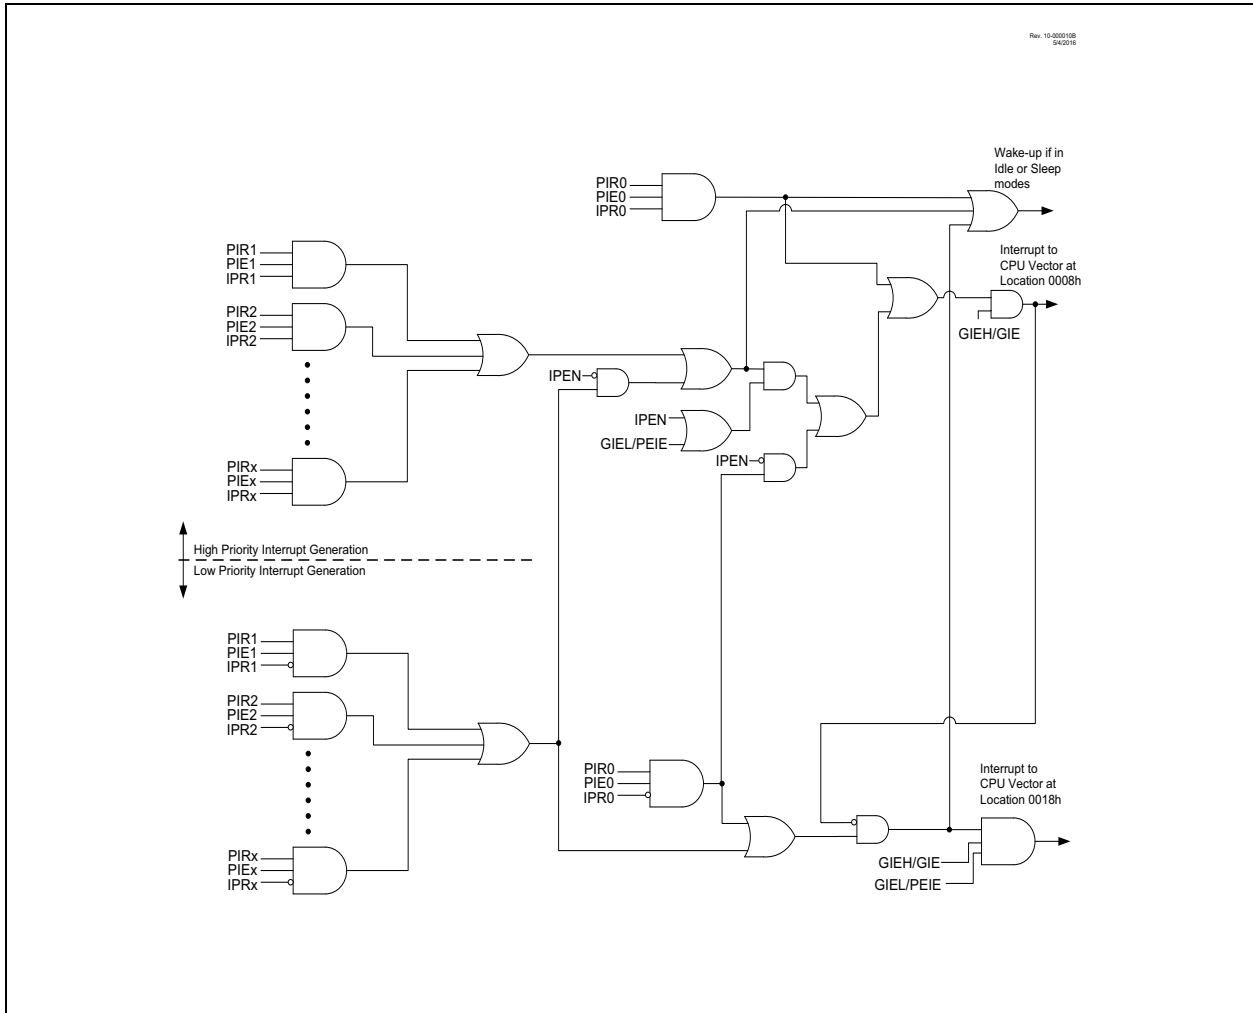 Rev. 10-000010B
5/4/2016
Wake-up if in
Idle or Sleep
modes
PIR0
PIE0
IPR0
PIR1
PIE1
IPR1
Interrupt to
CPU Vector at
Location 0008h
PIR2
PIE2
IPR2
GIEH/GIE
IPEN
IPEN
GIEL/PEIE
IPEN
PIRx
PIEx
IPRx
High Priority Interrupt Generation
Low Priority Interrupt Generation
PIR1
PIE1
IPR1
PIR2
PIE2
IPR2
PIR0
PIE0
IPR0
Interrupt to
CPU Vector at
Location 0018h
PIRx
PIEx
IPRx
GIEH/GIE
GIEL/PEIE